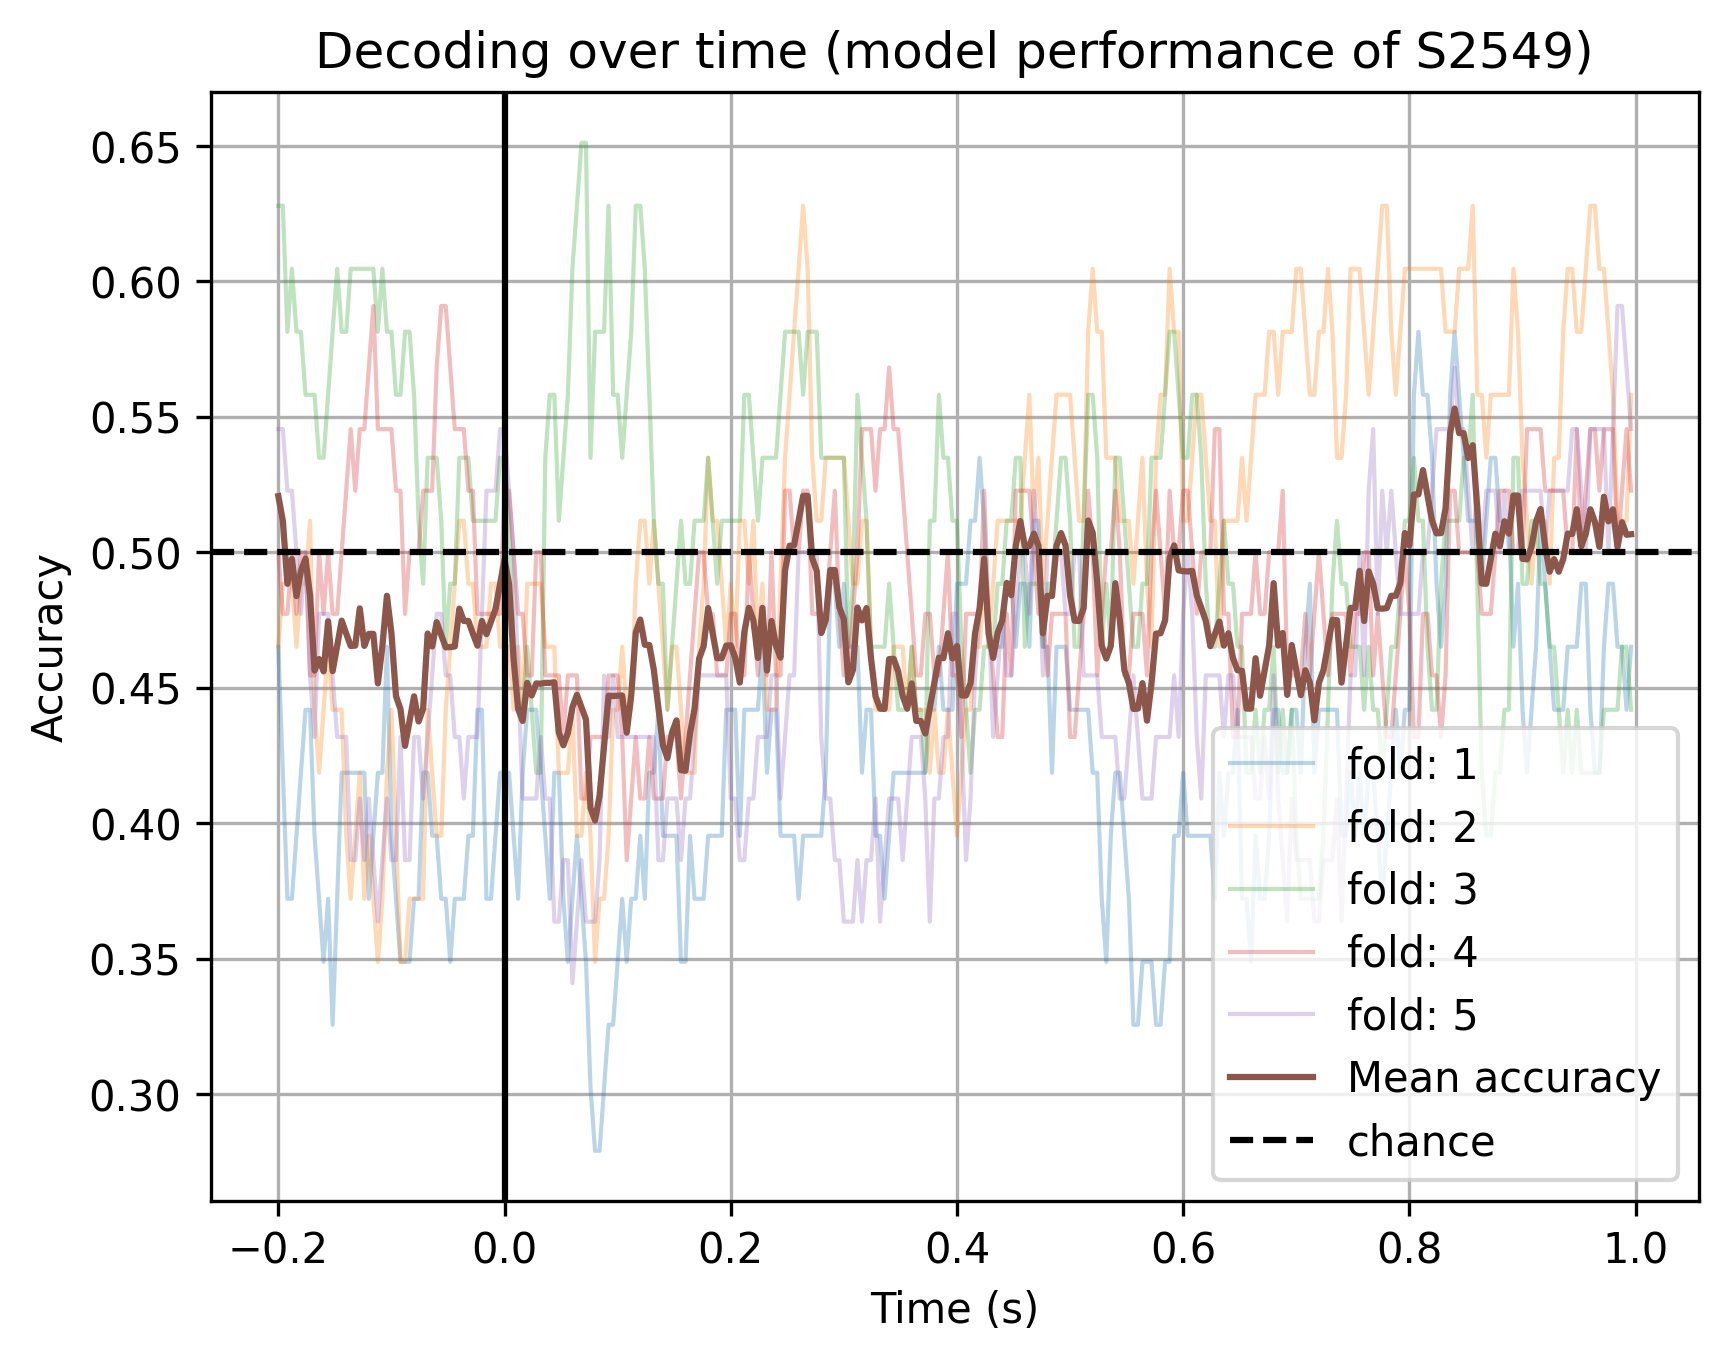 Decoding over time (model performance of S2549)
Accuracy
0.65
0.60
0.55
0.50
0.45
0.40
0.35
0.30
fold: 1
fold: 2
fold: 3
fold: 4
fold: 5
Mean accuracy
chance
−0.2
0.0
0.2
0.4
0.6
0.8
1.0
Time (s)